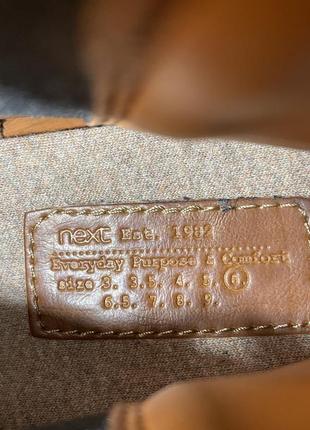 next Est. 1982
Everyday Purpose & Comfort
size 3. 3.5. 4. 5. 6.
6.5. 7. 8. 9.